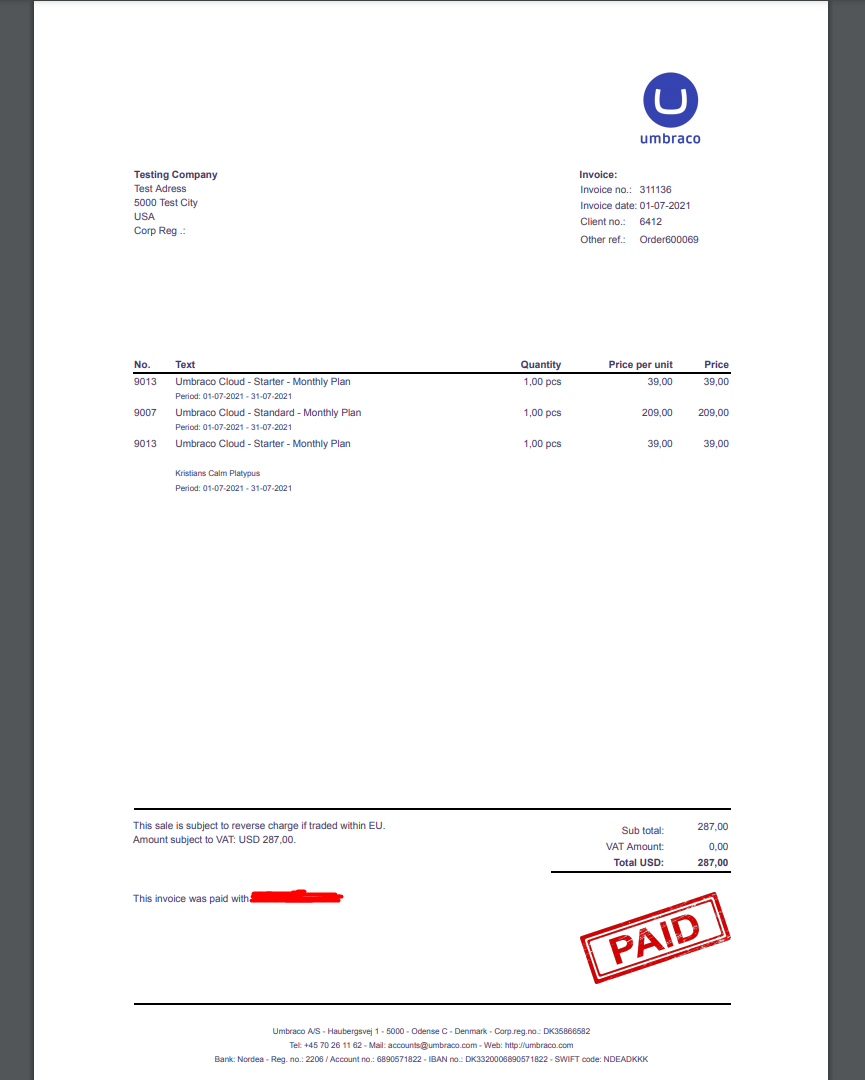 umbraco
Testing Company
Test Adress
5000 Test City
USA
Corp Reg .:
Invoice:
Invoice no.: 311136
Invoice date: 01-07-2021
Client no.: 6412
Other ref.: Order600069
No. Text Quantity Price per unit Price
9013 Umbraco Cloud - Starter - Monthly Plan 1,00 pcs 39,00 39,00
Period: 01-07-2021 - 31-07-2021
9007 Umbraco Cloud - Standard - Monthly Plan 1,00 pcs 209,00 209,00
Period: 01-07-2021 - 31-07-2021
9013 Umbraco Cloud - Starter - Monthly Plan 1,00 pcs 39,00 39,00
Kristians Calm Platypus
Period: 01-07-2021 - 31-07-2021
This sale is subject to reverse charge if traded within EU.
Amount subject to VAT: USD 287,00.
Sub total: 287,00
VAT Amount: 0,00
Total USD: 287,00
This invoice was paid with
PAID
Umbraco A/S - Haubergsvej 1 - 5000 - Odense C - Denmark - Corp.reg.no.: DK35866582
Tel: +45 70 26 11 62 - Mail: accounts@umbraco.com - Web: http://umbraco.com
Bank: Nordea - Reg. no.: 2206 / Account no.: 6890571822 - IBAN no.: DK3320006890571822 - SWIFT code: NDEADKKK